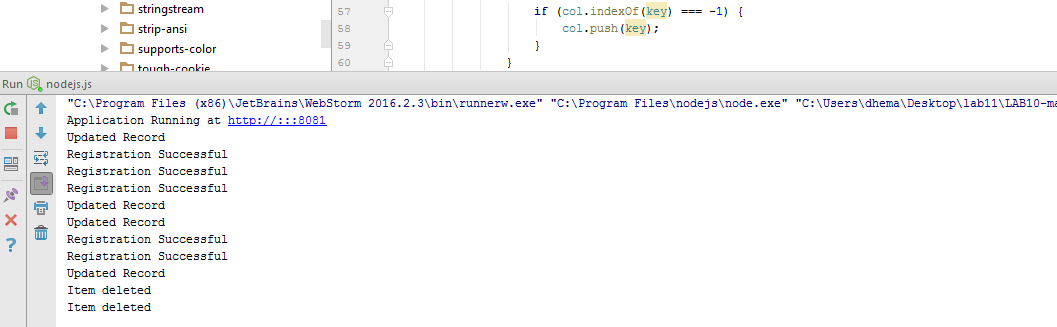 stringstream
strip-ansi
supports-color
tough-cookie
57 if (col.indexOf(key) === -1) {
58 col.push(key);
59 }
60 }
Run nodejs.js
"C:\Program Files (x86)\JetBrains\WebStorm 2016.2.3\bin\runnerw.exe" "C:\Program Files\nodejs\node.exe" "C:\Users\dhema\Desktop\lab11\LAB10-ma
Application Running at http://:::8081
Updated Record
Registration Successful
Registration Successful
Registration Successful
Updated Record
Updated Record
Registration Successful
Registration Successful
Updated Record
Item deleted
Item deleted